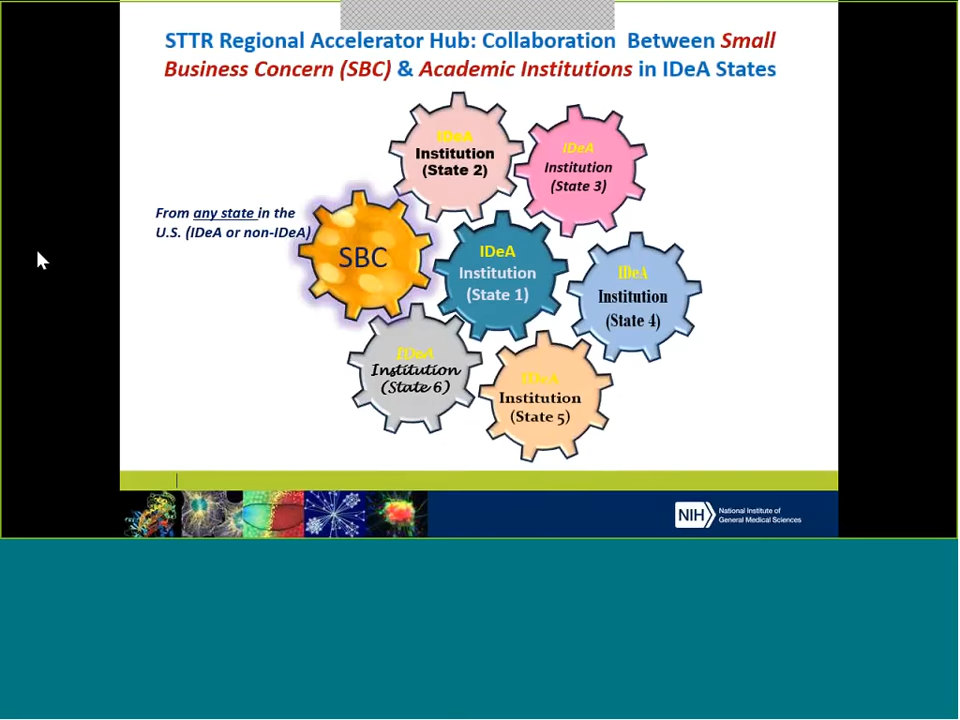 STTR Regional Accelerator Hub: Collaboration Between Small
Business Concern (SBC) & Academic Institutions in IDeA States
IDeA
Institution
(State 2)
IDeA
Institution
(State 3)
From any state in the
U.S. (IDeA or non-IDeA)
SBC
IDeA
Institution
(State 1)
IDeA
Institution
(State 4)
IDeA
Institution
(State 6)
IDeA
Institution
(State 5)
NIH
National Institute of
General Medical Sciences